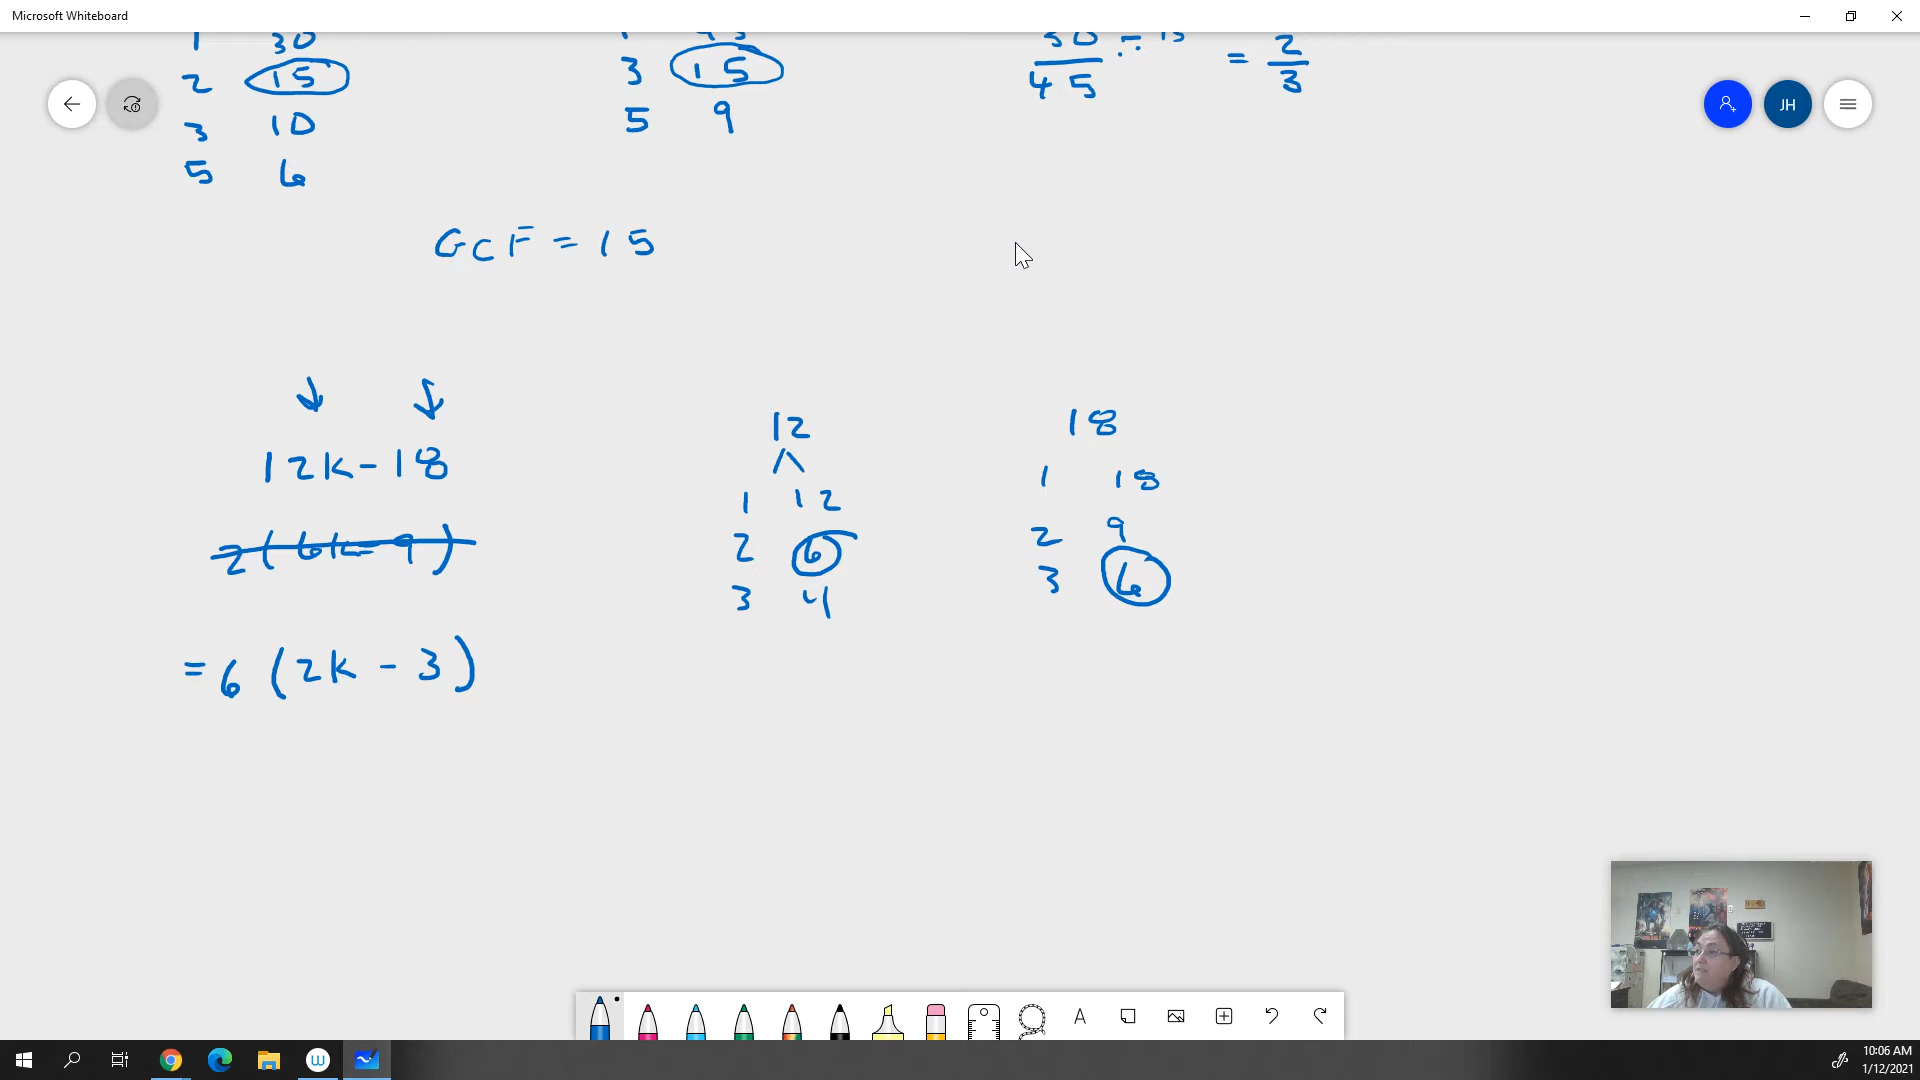 Microsoft Whiteboard
1 30
2 15
3 10
5 6
3 15
5 9
30/45 ÷ 15 = 2/3
JH
GCF = 15
↓ ↓
12k - 18
2(6k - 9)
= 6 (2k - 3)
12
1 12
2 6
3 4
18
1 18
2 9
3 6
A
10:06 AM
1/12/2021